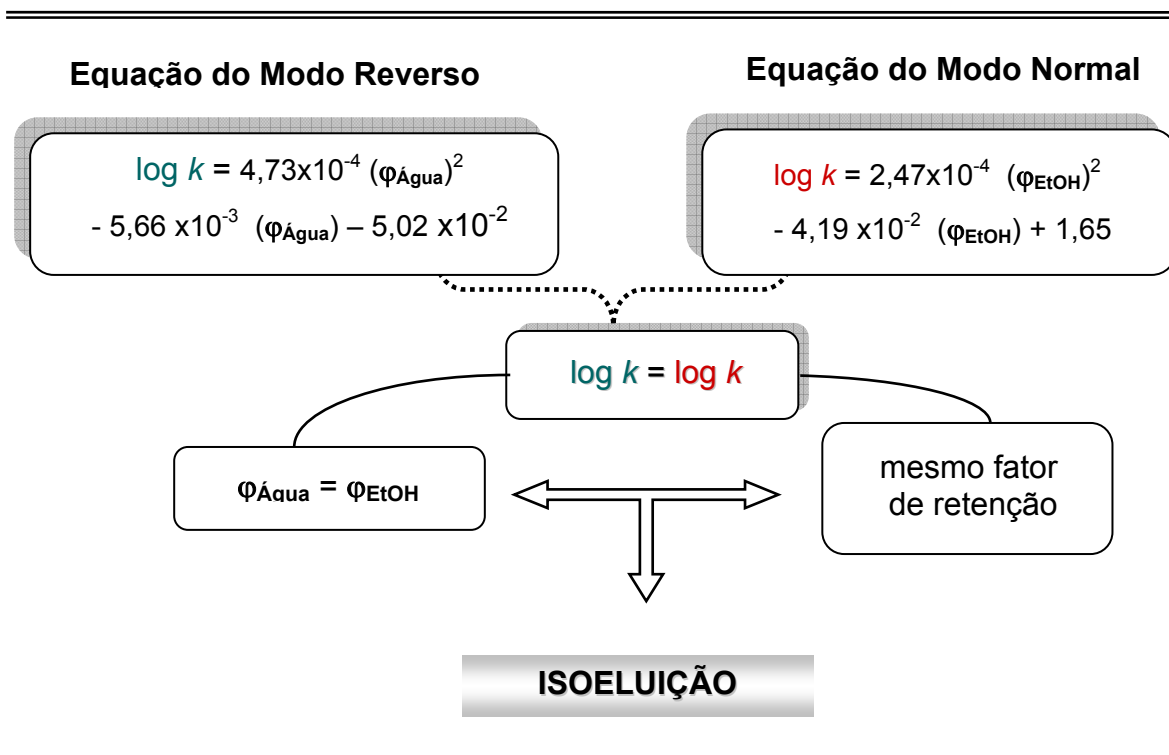 Equação do Modo Reverso
Equação do Modo Normal
log k = 4,73x10⁻⁴ (φÁgua)²
- 5,66 x10⁻³ (φÁgua) – 5,02 x10⁻²
log k = 2,47x10⁻⁴ (φEtOH)²
- 4,19 x10⁻² (φEtOH) + 1,65
log k = log k
φÁgua = φEtOH
mesmo fator
de retenção
ISOELUIÇÃO